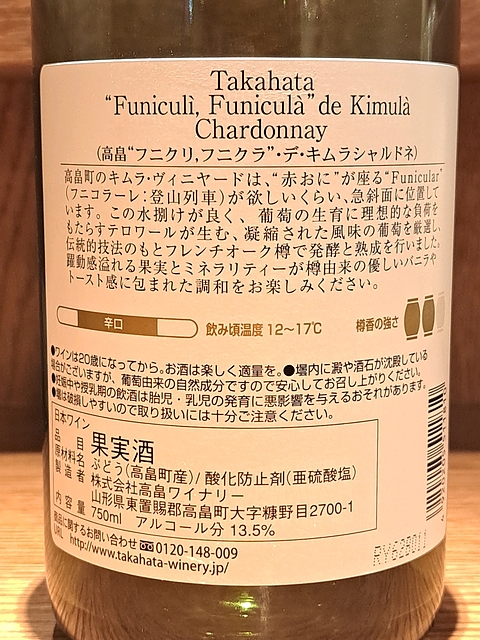 Takahata
“Funiculì, Funiculà” de Kimulà
Chardonnay
(高畠“フニクリ,フニクラ”・デ・キムラシャルドネ)
高畠町のキムラ・ヴィニヤードは、“赤おに”が座る“Funicular”
(フニコラーレ:登山列車)が欲しいくらい、急斜面に位置して
います。この水捌けが良く、葡萄の生育に理想的な負荷を
もたらすテロワールが生む、凝縮された風味の葡萄を厳選し、
伝統的技法のもとフレンチオーク樽で発酵と熟成を行いました。
躍動感溢れる果実とミネラリティーが樽由来の優しいバニラや
トースト感に包まれた調和をお楽しみください。
辛口 飲み頃温度 12〜17℃ 樽香の強さ
●ワインは20歳になってから。お酒は楽しく適量を。●壜内に澱や酒石が沈殿している
場合がございますが、葡萄由来の自然成分ですので安心してお召し上がりください。
●妊娠中や授乳期の飲酒は胎児・乳児の発育に悪影響を与えるおそれがあります。
●壜は破損しやすいので取り扱いには十分ご注意ください。
日本ワイン
品目 果実酒
原材料名 ぶどう(高畠町産)/酸化防止剤(亜硫酸塩)
製造者 株式会社高畠ワイナリー
山形県東置賜郡高畠町大字糠野目2700-1
内容量 750ml アルコール分 13.5%
商品に関するお問い合わせ 0120-148-009
URL http://www.takahata-winery.jp/